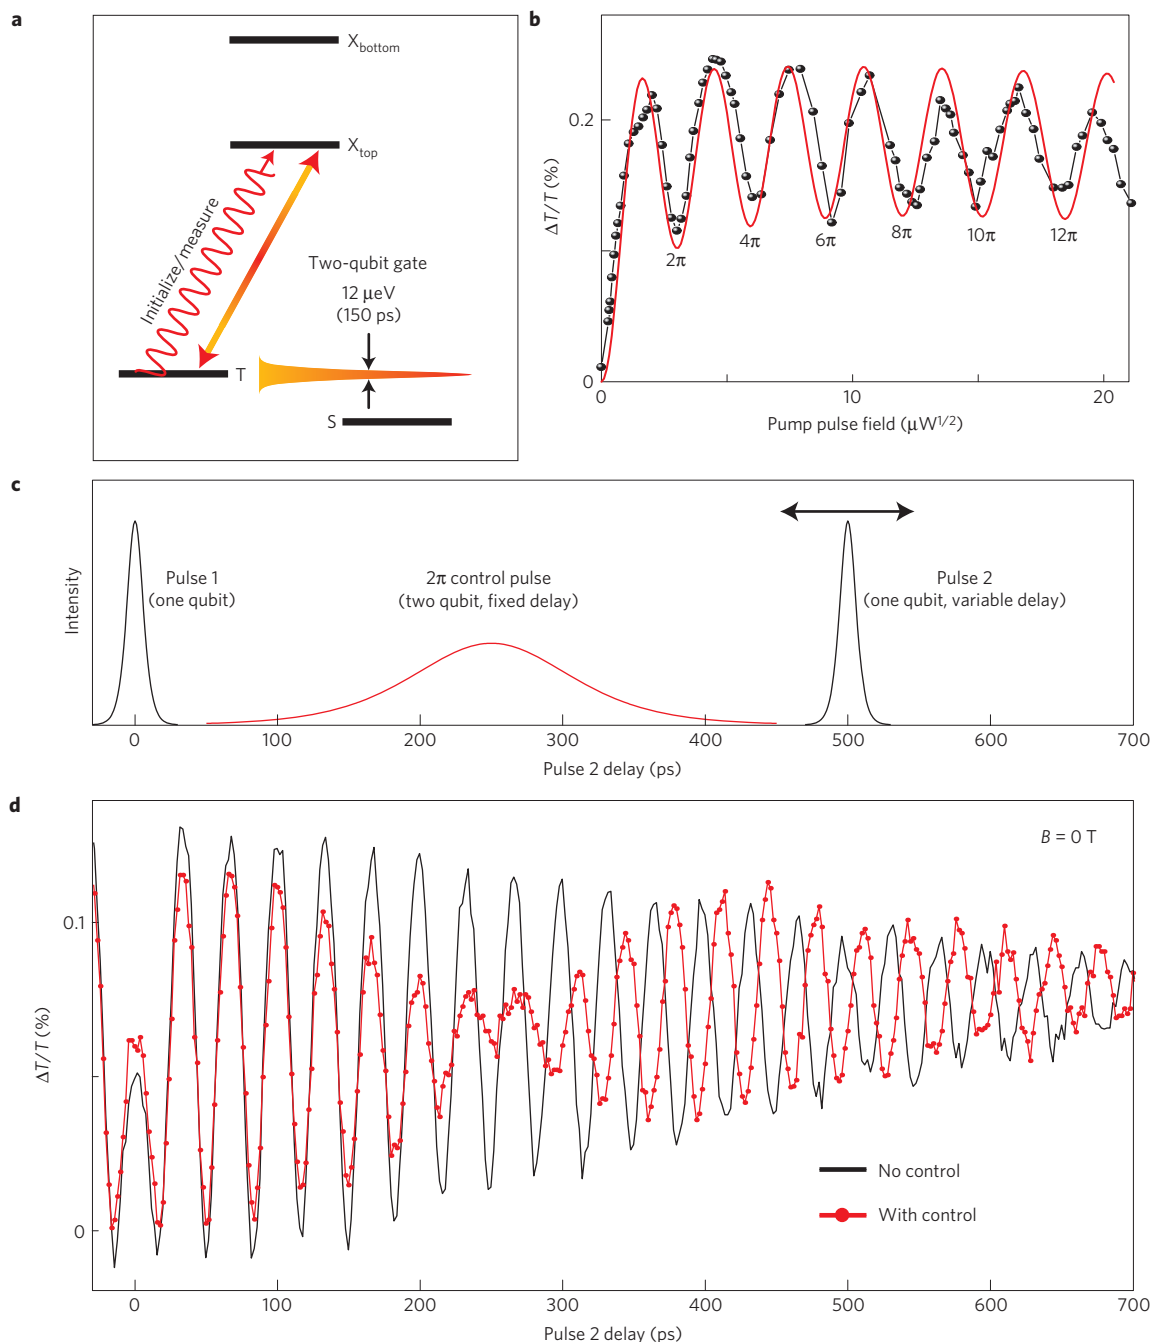 a
X_bottom
X_top
Initialize/measure
Two-qubit gate
12 μeV
(150 ps)
T
S
b
0.2
0
ΔT/T (%)
2π
4π
6π
8π
10π
12π
0
10
20
Pump pulse field (μW^1/2)
c
Intensity
Pulse 1
(one qubit)
2π control pulse
(two qubit, fixed delay)
Pulse 2
(one qubit, variable delay)
0
100
200
300
400
500
600
700
Pulse 2 delay (ps)
d
B = 0 T
0.1
0
ΔT/T (%)
No control
With control
0
100
200
300
400
500
600
700
Pulse 2 delay (ps)